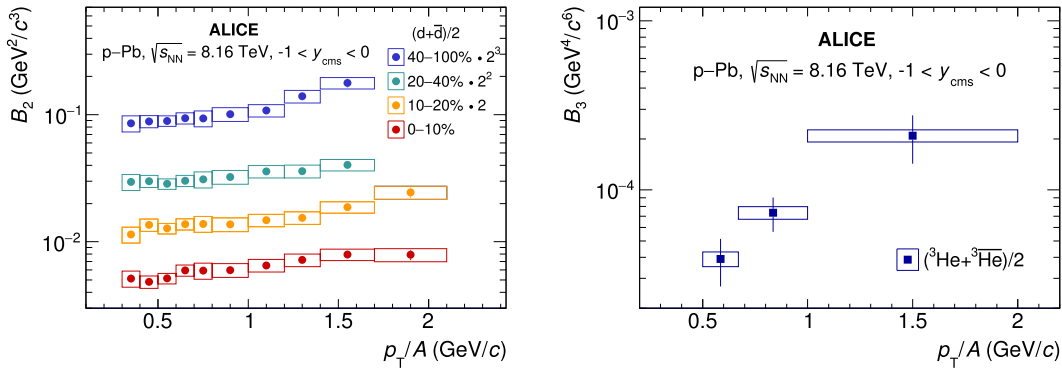 B₂ (GeV²/c³)
10⁻¹
10⁻²
ALICE
p–Pb, √sNN = 8.16 TeV, -1 < ycms < 0
(d+d̅)/2
40–100% • 2³
20–40% • 2²
10–20% • 2
0–10%
0.5 1 1.5 2
pT/A (GeV/c)
B₃ (GeV⁴/c⁶)
10⁻³
10⁻⁴
ALICE
p–Pb, √sNN = 8.16 TeV, -1 < ycms < 0
(³He+³H̅e̅)/2
0.5 1 1.5 2
pT/A (GeV/c)